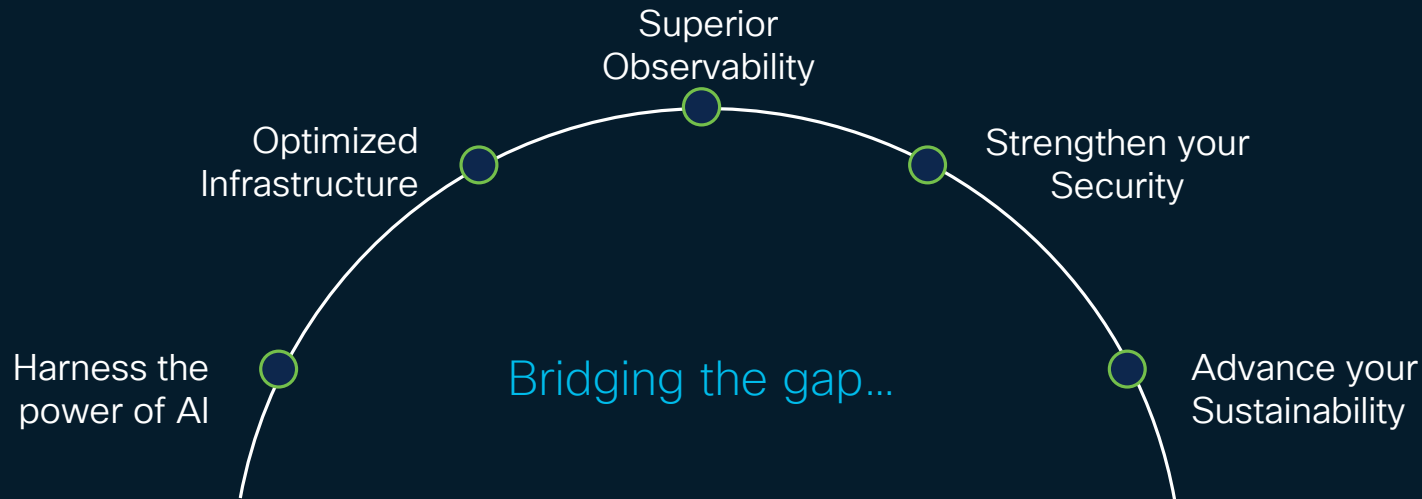 Superior
Observability
Optimized
Infrastructure
Strengthen your
Security
Harness the
power of AI
Bridging the gap...
Advance your
Sustainability